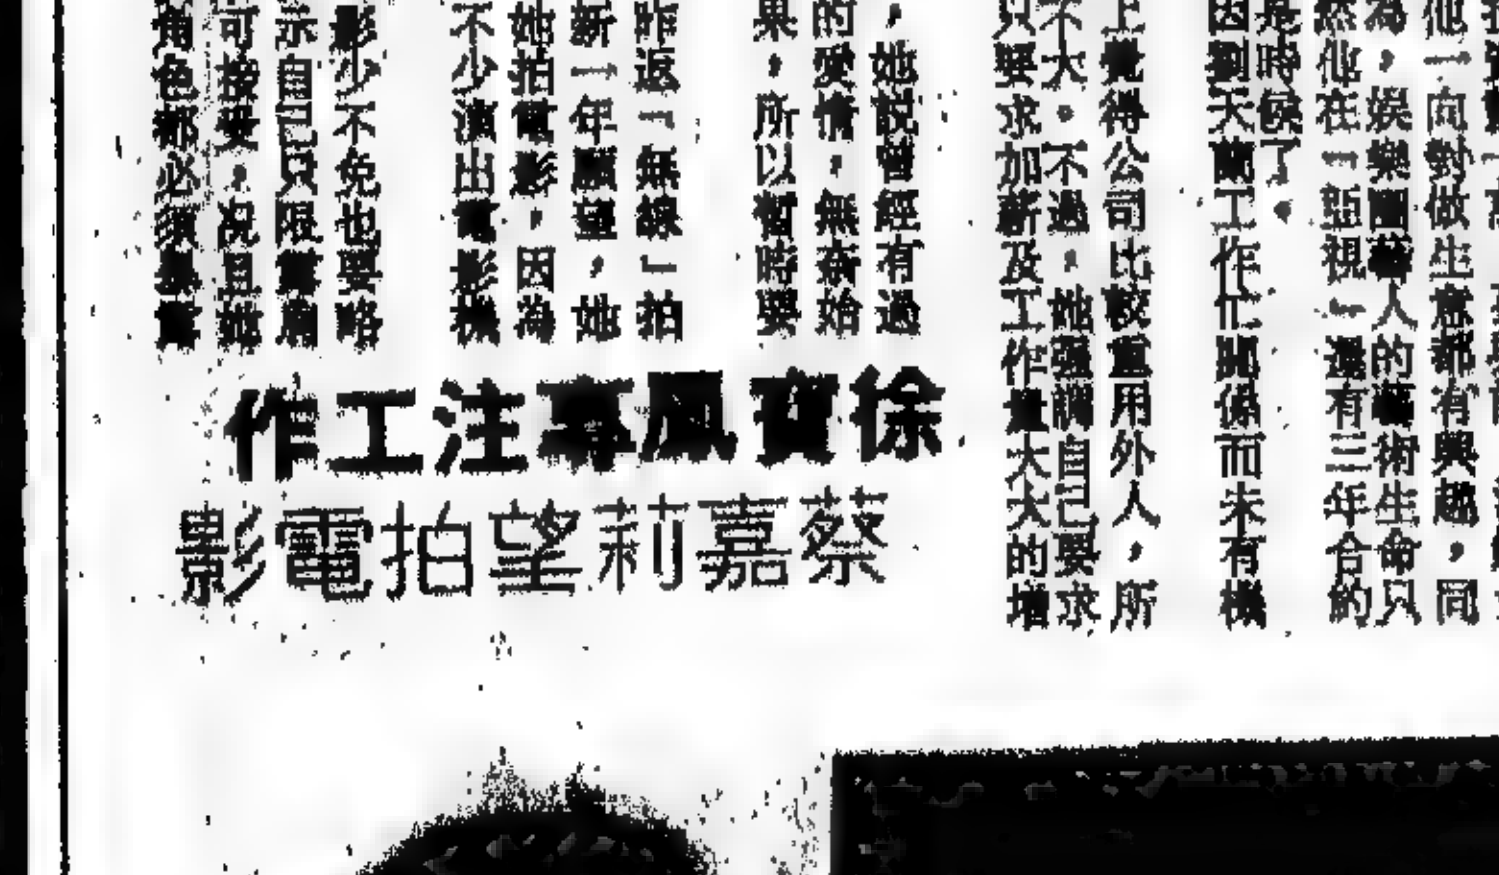 他一向對做生意都有興趣，同
為，娛樂圈藝人的藝術生命只
然他在「亞視」還有三年合約
是時候了。
因劉天蘭工作忙關係而未有機
上覺得公司比較重用外人，所
不大。不過，她強調自己要求
只要求加薪及工作量大大的增
，她說曾經有過
的愛情，無奈始
果，所以暫時要
昨返「無綫」拍
新一年願望，她
她拍電影，因為
不少演出電影機
影少不免也要略
示自己只限
可接受，況且她
角色都必須
徐寶鳳專注工作
蔡嘉莉望拍電影